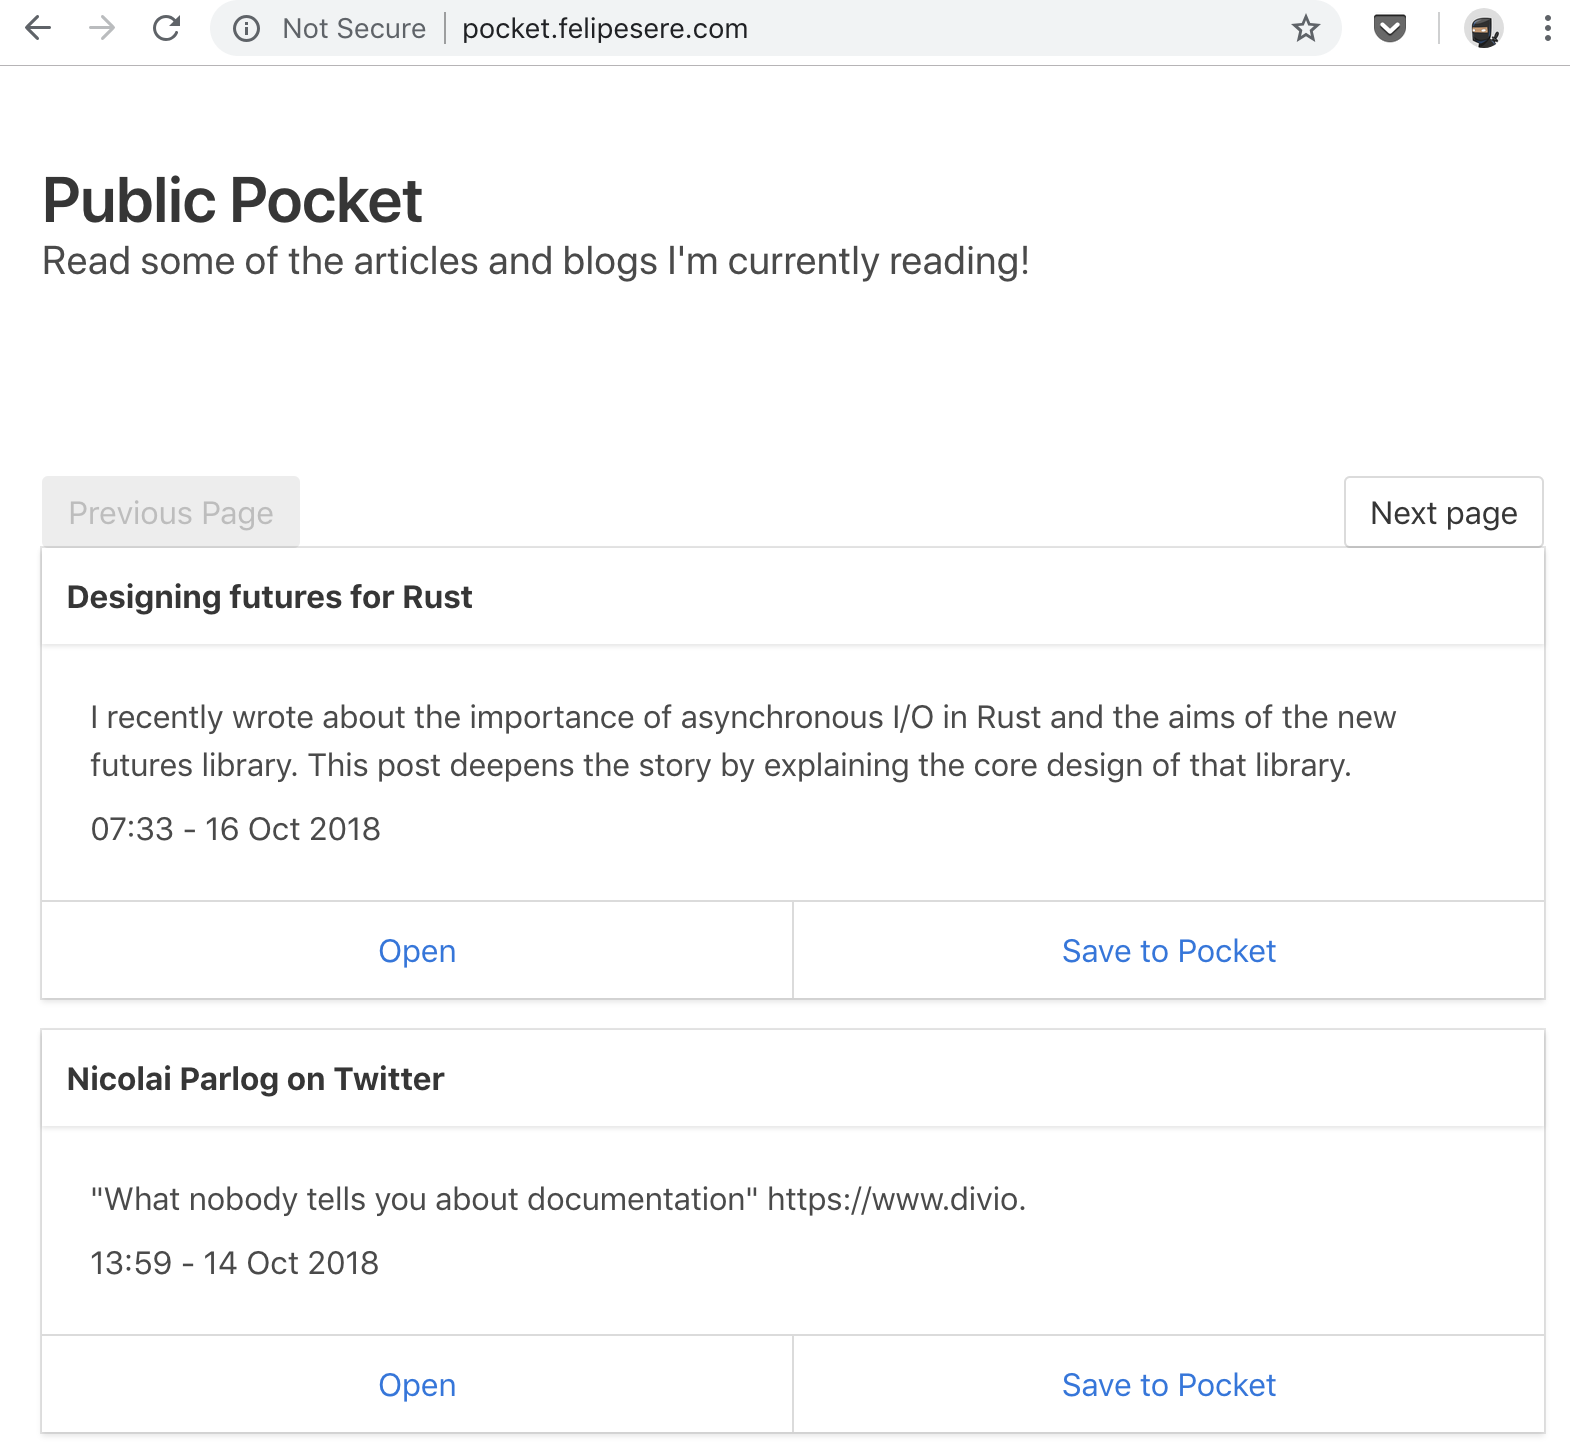 Not Secure | pocket.felipesere.com
Public Pocket
Read some of the articles and blogs I'm currently reading!
Previous Page
Next page
Designing futures for Rust
I recently wrote about the importance of asynchronous I/O in Rust and the aims of the new
futures library. This post deepens the story by explaining the core design of that library.
07:33 - 16 Oct 2018
Open
Save to Pocket
Nicolai Parlog on Twitter
"What nobody tells you about documentation" https://www.divio.
13:59 - 14 Oct 2018
Open
Save to Pocket